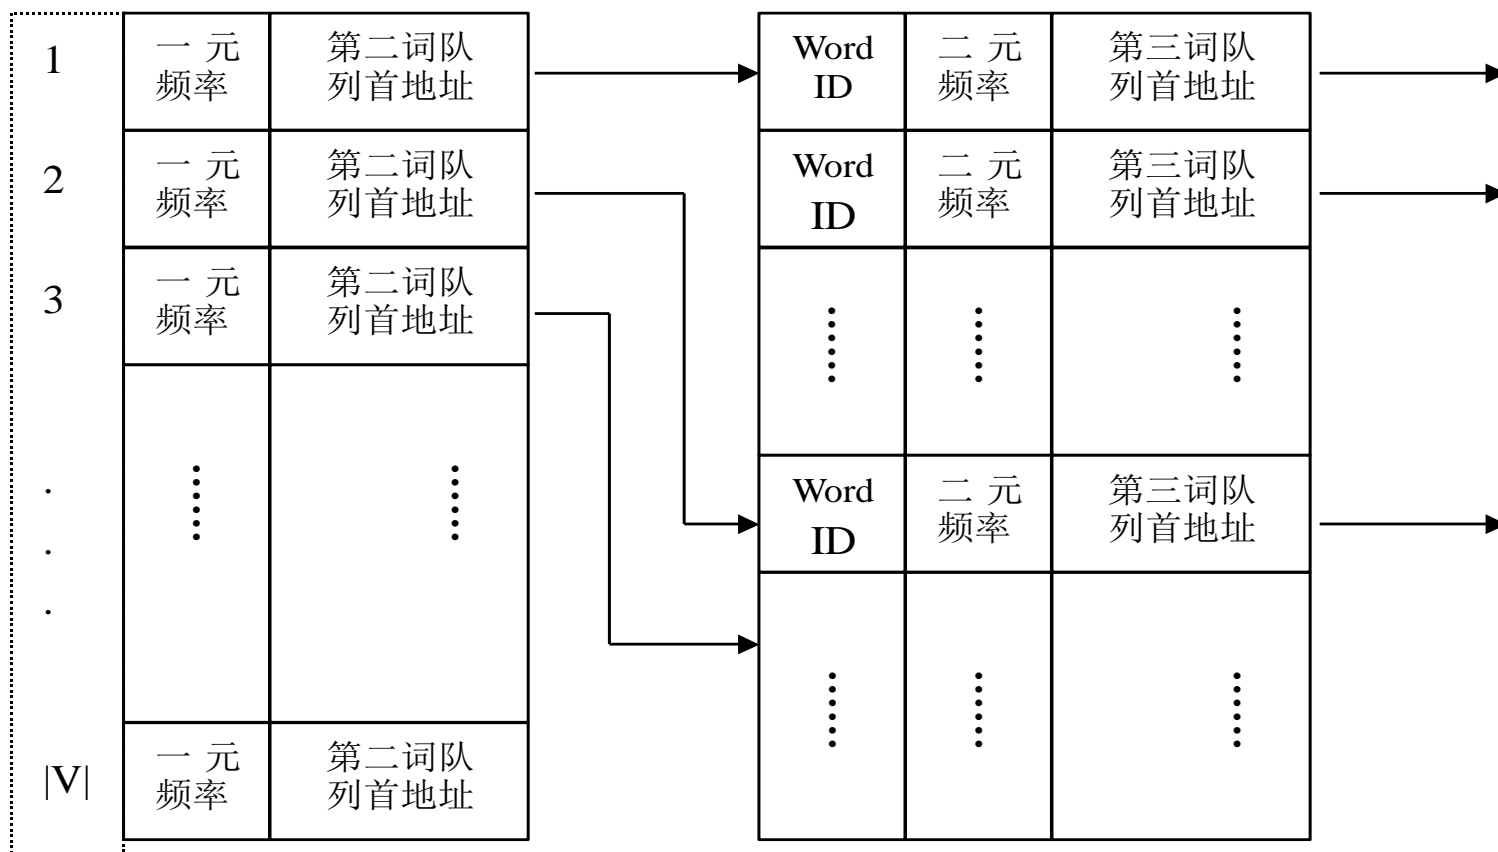 1
一 元
频率
第二词队
列首地址
Word
ID
二 元
频率
第三词队
列首地址
2
一 元
频率
第二词队
列首地址
Word
ID
二 元
频率
第三词队
列首地址
3
一 元
频率
第二词队
列首地址
......
......
......
.
.
.
......
......
Word
ID
二 元
频率
第三词队
列首地址
......
......
......
|V|
一 元
频率
第二词队
列首地址